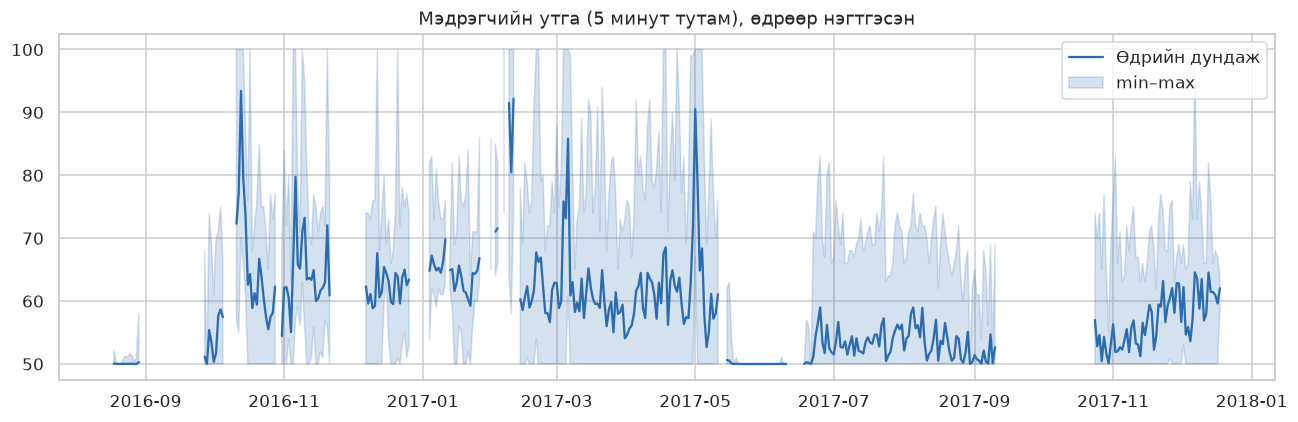 Мэдрэгчийн утга (5 минут тутам), өдрөөр нэгтгэсэн
Өдрийн дундаж
min–max
100
90
80
70
60
50
2016-09 2016-11 2017-01 2017-03 2017-05 2017-07 2017-09 2017-11 2018-01